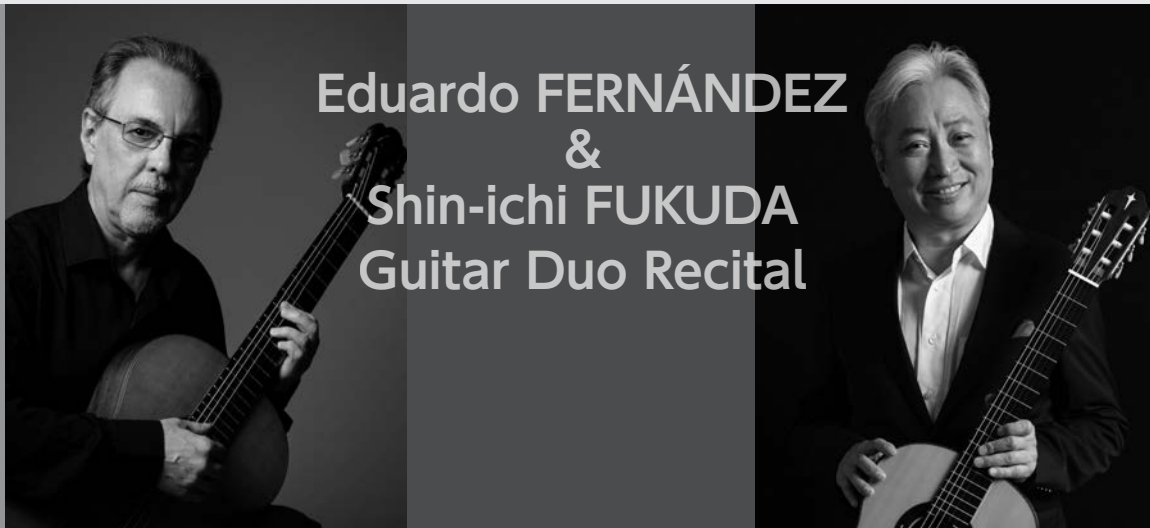 Eduardo FERNÁNDEZ
&
Shin-ichi FUKUDA
Guitar Duo Recital